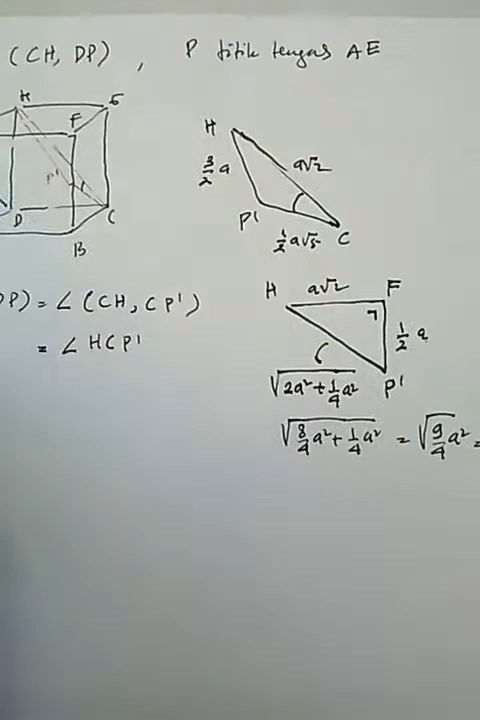 (CH, DP) , P titik tengah AE
H G
F
P'
D C
B
H
3/2 a a√2
P' C
1/2 a√5
DP) = ∠ (CH, CP')
= ∠ HCP'
H a√2 F
1/2 a
P'
√(2a² + 1/4 a²)
√(8/4 a² + 1/4 a²) = √(9/4 a²) =